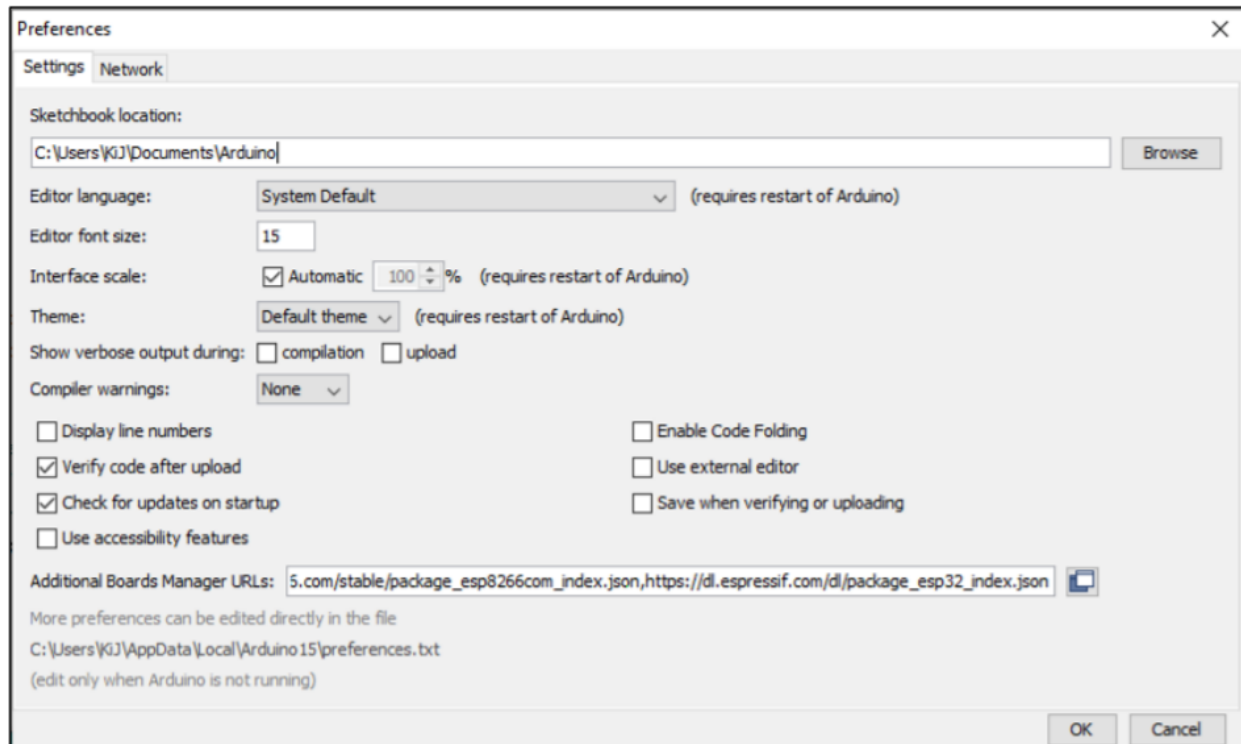 Preferences
Settings Network
Sketchbook location:
C:\Users\KiJ\Documents\Arduino Browse
Editor language: System Default (requires restart of Arduino)
Editor font size: 15
Interface scale: Automatic 100 % (requires restart of Arduino)
Theme: Default theme (requires restart of Arduino)
Show verbose output during: compilation upload
Compiler warnings: None
Display line numbers Enable Code Folding
Verify code after upload Use external editor
Check for updates on startup Save when verifying or uploading
Use accessibility features
Additional Boards Manager URLs: 5.com/stable/package_esp8266com_index.json,https://dl.espressif.com/dl/package_esp32_index.json
More preferences can be edited directly in the file
C:\Users\KiJ\AppData\Local\Arduino15\preferences.txt
(edit only when Arduino is not running)
OK Cancel